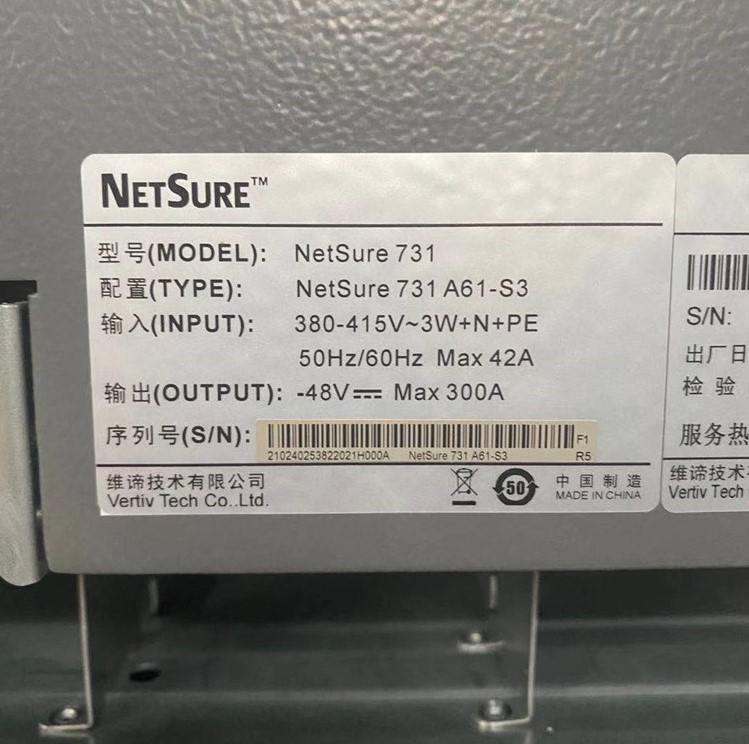 NETSURE™
型号(MODEL): NetSure 731
配置(TYPE): NetSure 731 A61-S3
输入(INPUT): 380-415V~3W+N+PE
50Hz/60Hz Max 42A
输出(OUTPUT): -48V⎓ Max 300A
序列号(S/N):
F1
210240253822021H000A NetSure 731 A61-S3 R5
维谛技术有限公司
Vertiv Tech Co..Ltd.
50
中国制造
MADE IN CHINA
S/N:
出厂日
检 验
服务热
维谛技术
Vertiv Tech